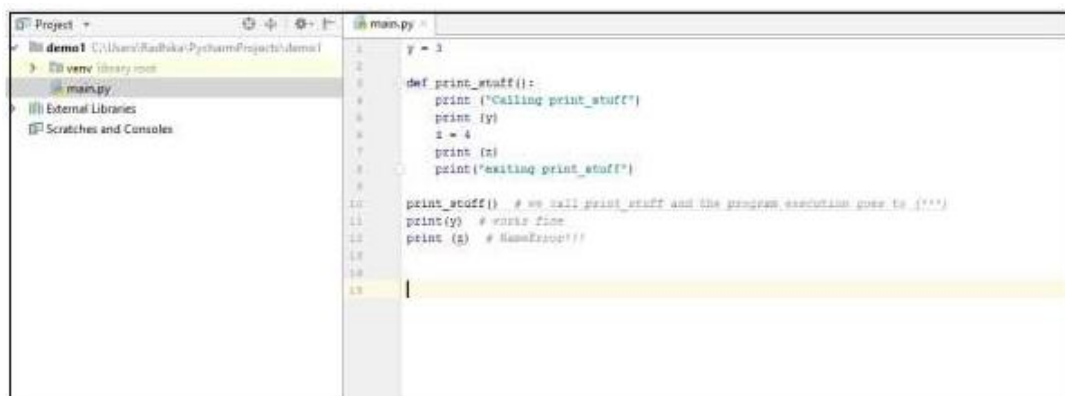 Project
demo1 C:\Users\Radhika\PycharmProjects\demo1
venv library root
main.py
External Libraries
Scratches and Consoles
main.py
1 y = 3
2
3 def print_stuff():
4 print ("Calling print_stuff")
5 print (y)
6 z = 4
7 print (z)
8 print("exiting print_stuff")
9
10 print_stuff() # we call print_stuff and the program execution goes to (***)
11 print(y) # works fine
12 print (z) # NameError!!!
13
14
15